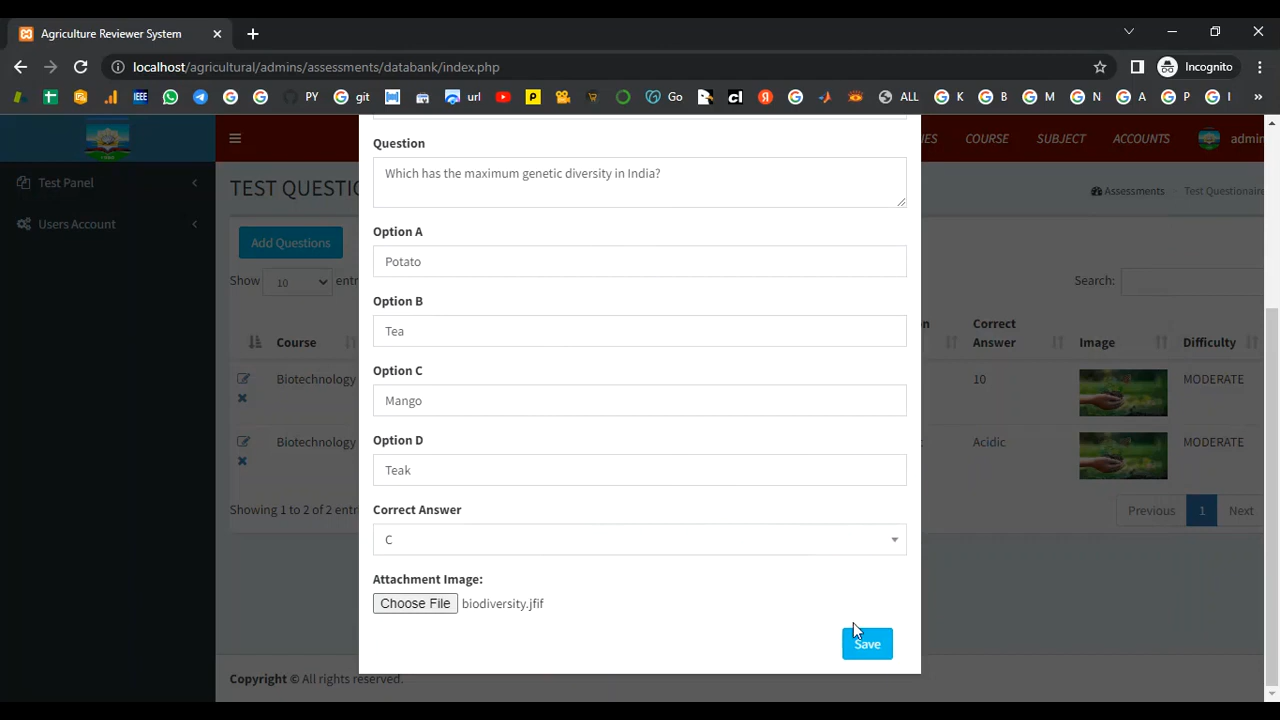 Agriculture Reviewer System
localhost/agricultural/admins/assessments/databank/index.php
Incognito
IEEE
PY
git
url
Go
ALL
K
B
M
N
A
P
I
»
IES COURSE SUBJECT ACCOUNTS admin
Test Panel
Users Account
TEST QUESTIO
Assessments
Test Questionaire
Add Questions
Show 10 entr
Search:
Course
on
Correct Answer
Image
Difficulty
Biotechnology
10
MODERATE
Biotechnology
Acidic
MODERATE
Showing 1 to 2 of 2 entr
Previous 1 Next
Question
Which has the maximum genetic diversity in India?
Option A
Potato
Option B
Tea
Option C
Mango
Option D
Teak
Correct Answer
C
Attachment Image:
Choose File biodiversity.jfif
Save
Copyright © All rights reserved.